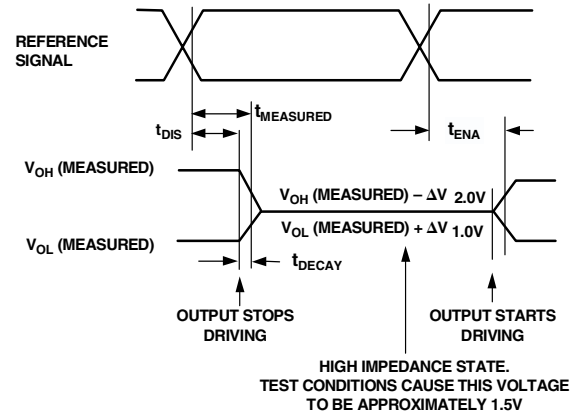 REFERENCE
SIGNAL
tMEASURED
tDIS
tENA
VOH (MEASURED)
VOH (MEASURED) – ΔV 2.0V
VOL (MEASURED) + ΔV 1.0V
VOL (MEASURED)
tDECAY
OUTPUT STOPS
DRIVING
OUTPUT STARTS
DRIVING
HIGH IMPEDANCE STATE.
TEST CONDITIONS CAUSE THIS VOLTAGE
TO BE APPROXIMATELY 1.5V